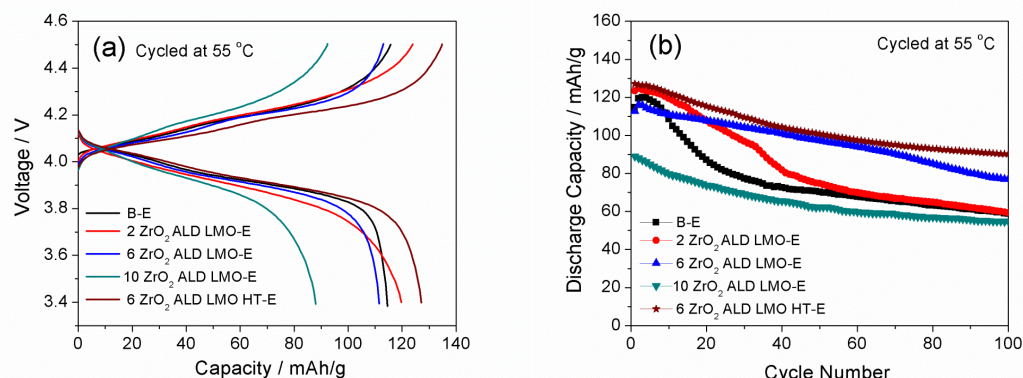 (a) Cycled at 55 °C
4.6
4.4
4.2
4.0
3.8
3.6
3.4
Voltage / V
B-E
2 ZrO₂ ALD LMO-E
6 ZrO₂ ALD LMO-E
10 ZrO₂ ALD LMO-E
6 ZrO₂ ALD LMO HT-E
0 20 40 60 80 100 120 140
Capacity / mAh/g
(b) Cycled at 55 °C
160
140
120
100
80
60
40
20
0
Discharge Capacity / mAh/g
B-E
2 ZrO₂ ALD LMO-E
6 ZrO₂ ALD LMO-E
10 ZrO₂ ALD LMO-E
6 ZrO₂ ALD LMO HT-E
0 20 40 60 80 100
Cycle Number